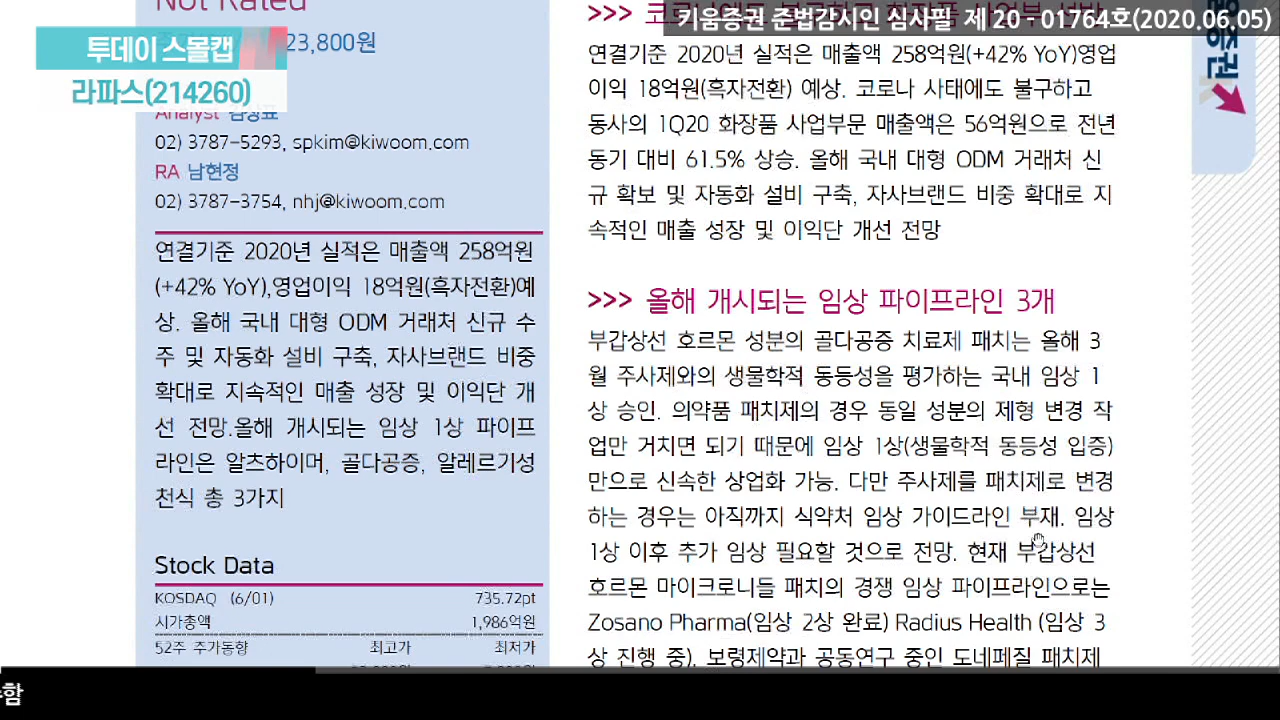 Not Rated
투데이 스몰캡
23,800원
라파스(214260)
Analyst 김상표
02) 3787-5293, spkim@kiwoom.com
RA 남현정
02) 3787-3754, nhj@kiwoom.com
연결기준 2020년 실적은 매출액 258억원
(+42% YoY),영업이익 18억원(흑자전환)예
상. 올해 국내 대형 ODM 거래처 신규 수
주 및 자동화 설비 구축, 자사브랜드 비중
확대로 지속적인 매출 성장 및 이익단 개
선 전망.올해 개시되는 임상 1상 파이프
라인은 알츠하이머, 골다공증, 알레르기성
천식 총 3가지
Stock Data
KOSDAQ (6/01) 735.72pt
시가총액 1,986억원
52주 주가동향 최고가 최저가
키움증권 준법감시인 심사필 제 20 - 01764호(2020.06.05)
>>>
연결기준 2020년 실적은 매출액 258억원(+42% YoY)영업
이익 18억원(흑자전환) 예상. 코로나 사태에도 불구하고
동사의 1Q20 화장품 사업부문 매출액은 56억원으로 전년
동기 대비 61.5% 상승. 올해 국내 대형 ODM 거래처 신
규 확보 및 자동화 설비 구축, 자사브랜드 비중 확대로 지
속적인 매출 성장 및 이익단 개선 전망
>>> 올해 개시되는 임상 파이프라인 3개
부갑상선 호르몬 성분의 골다공증 치료제 패치는 올해 3
월 주사제와의 생물학적 동등성을 평가하는 국내 임상 1
상 승인. 의약품 패치제의 경우 동일 성분의 제형 변경 작
업만 거치면 되기 때문에 임상 1상(생물학적 동등성 입증)
만으로 신속한 상업화 가능. 다만 주사제를 패치제로 변경
하는 경우는 아직까지 식약처 임상 가이드라인 부재. 임상
1상 이후 추가 임상 필요할 것으로 전망. 현재 부갑상선
호르몬 마이크로니들 패치의 경쟁 임상 파이프라인으로는
Zosano Pharma(임상 2상 완료) Radius Health (임상 3
상 진행 중). 보령제약과 공동연구 중인 도네페질 패치제
증권
함